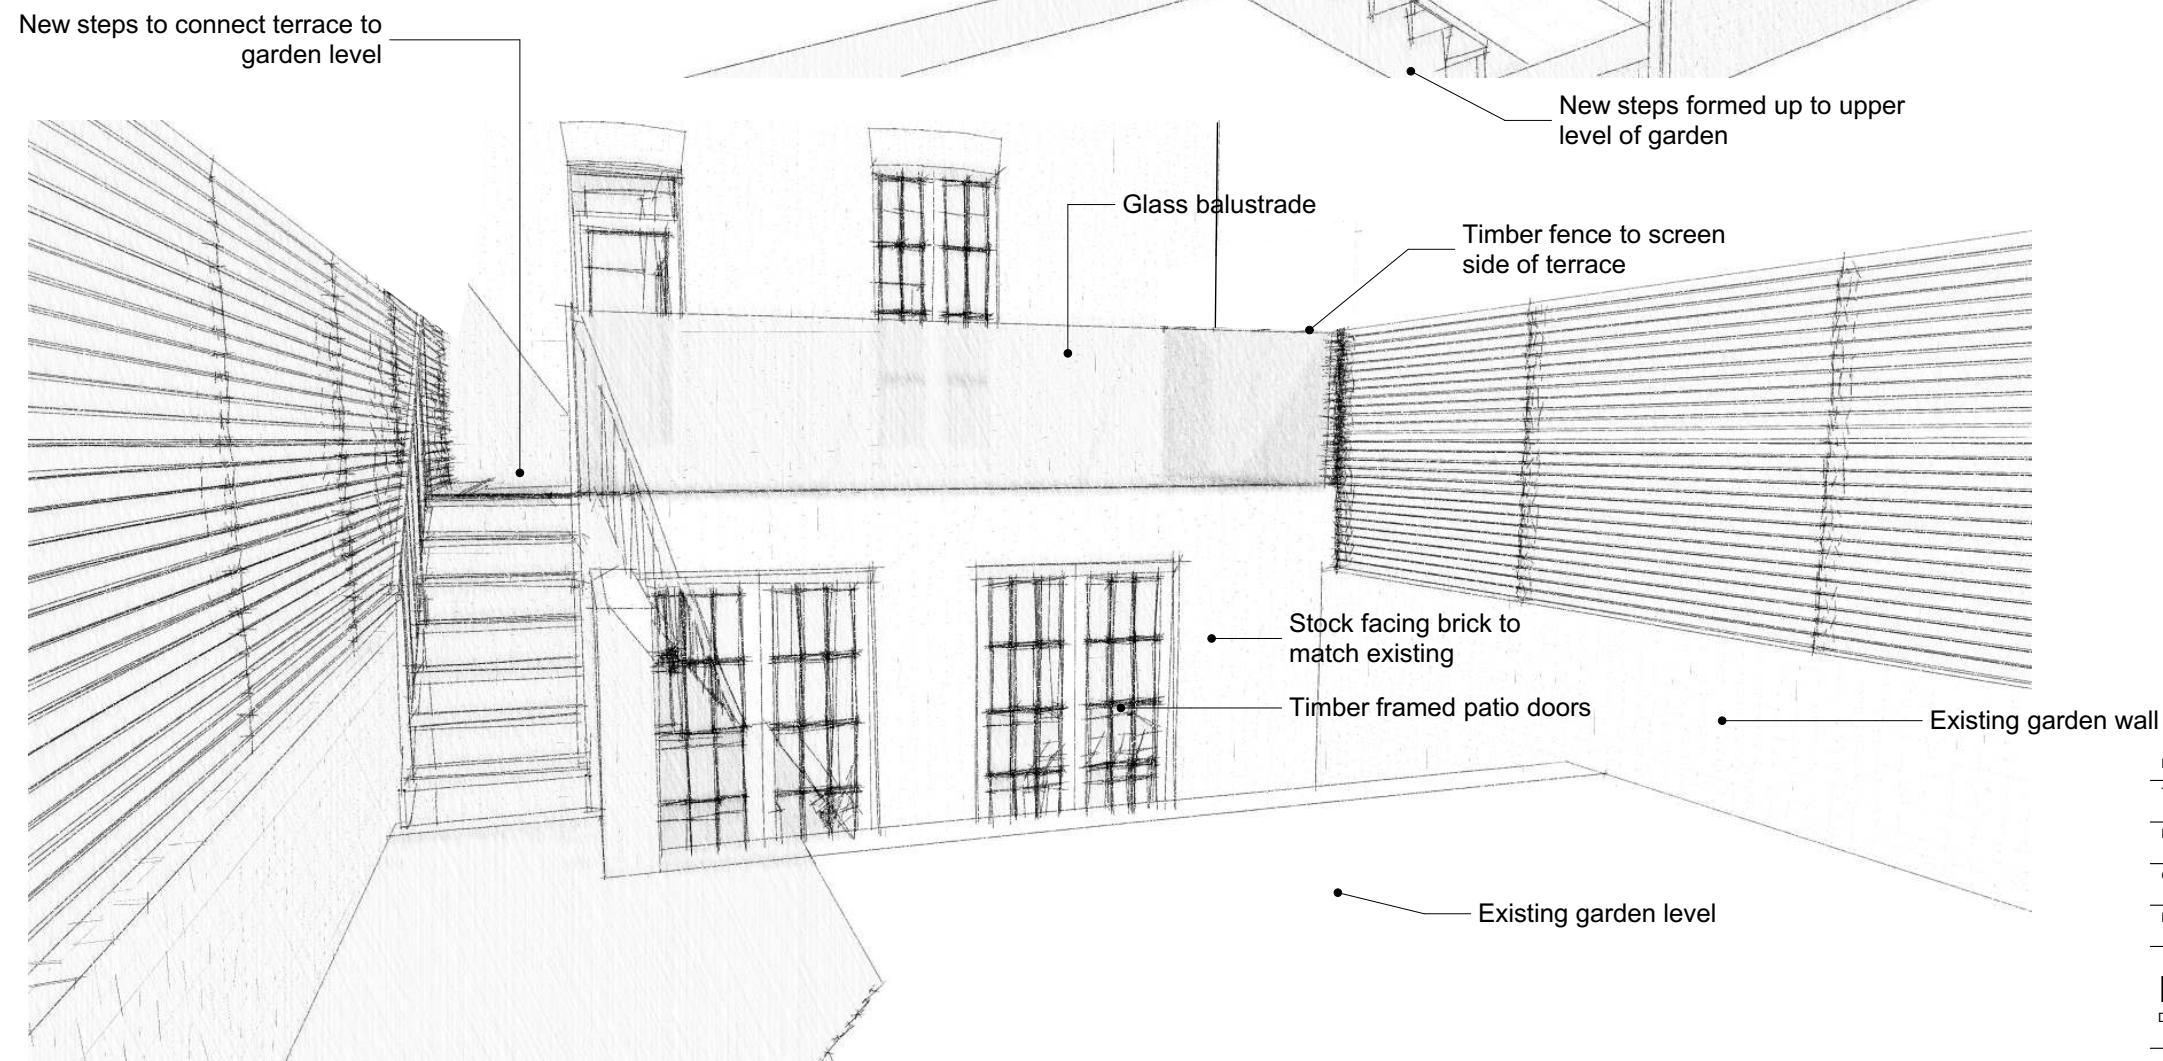 New steps to connect terrace to
garden level
New steps formed up to upper
level of garden
Glass balustrade
Timber fence to screen
side of terrace
Stock facing brick to
match existing
Timber framed patio doors
Existing garden wall
Existing garden level